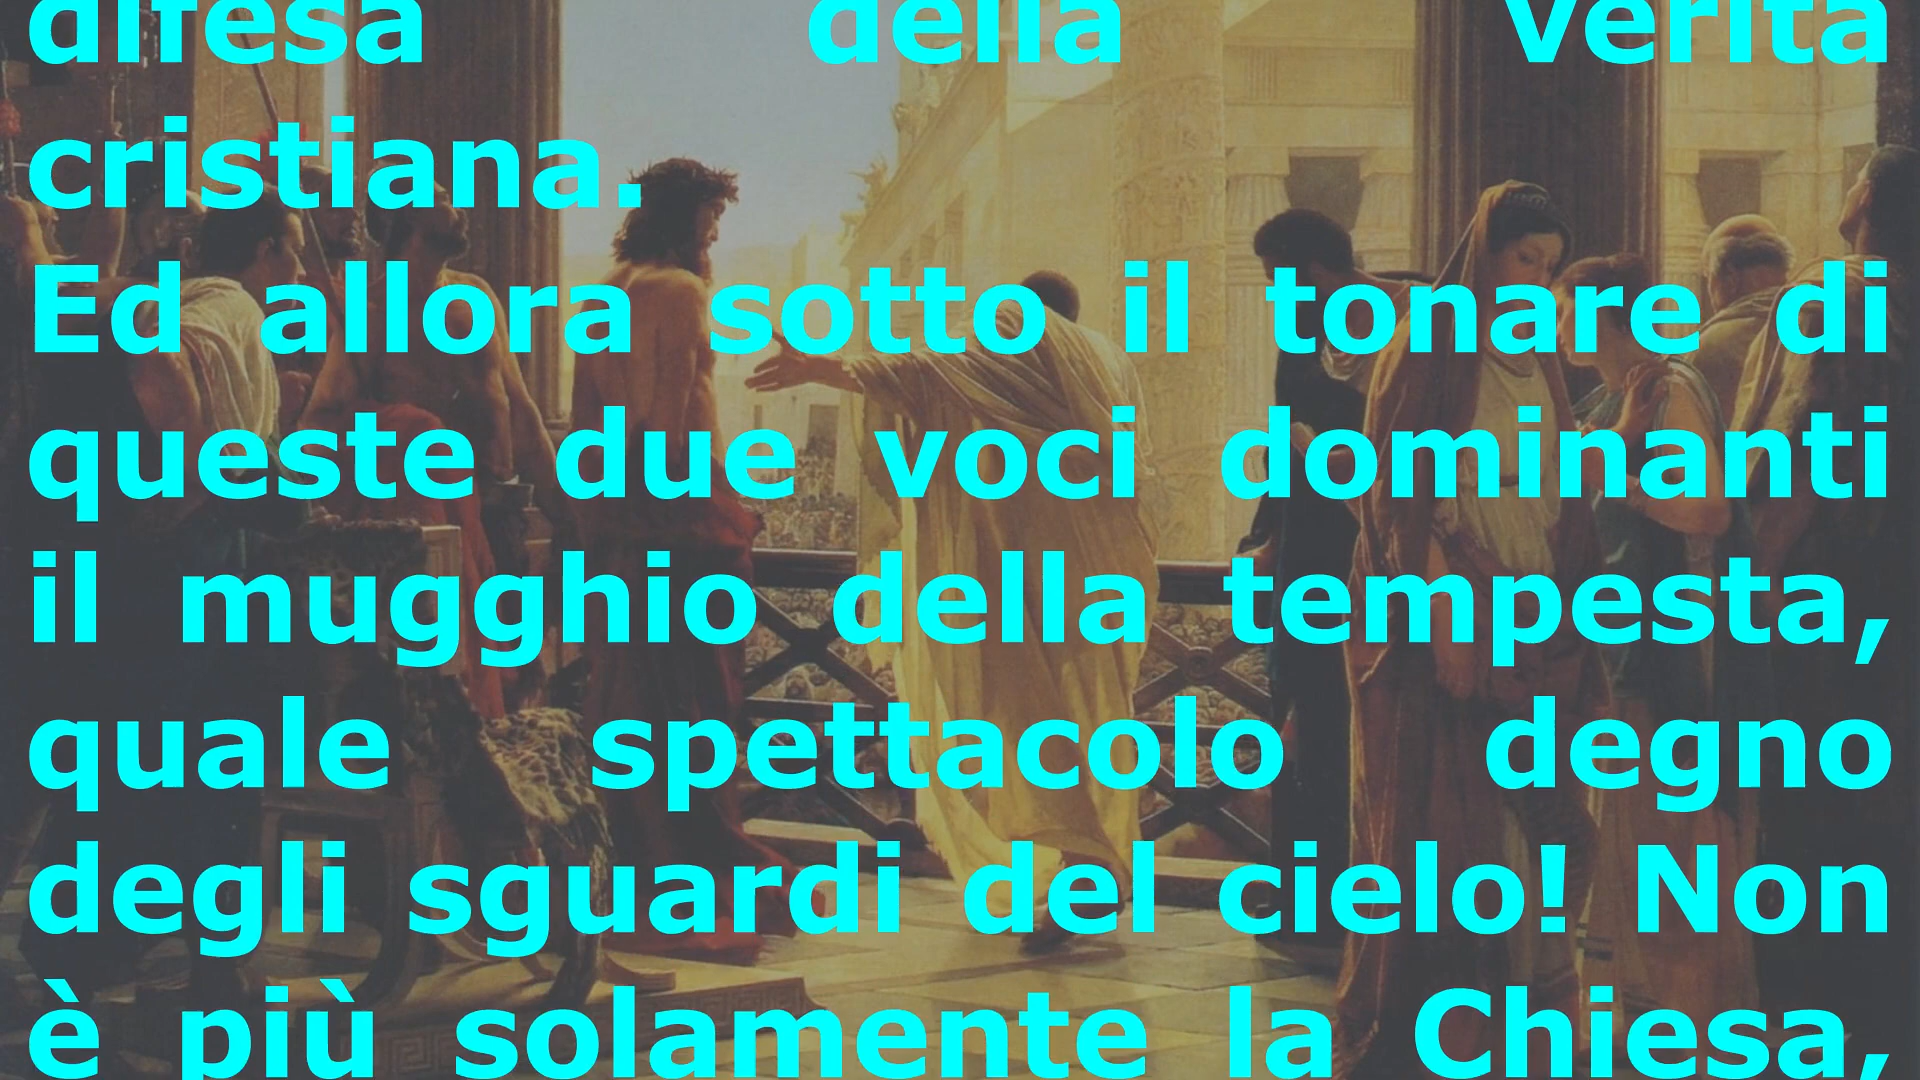 difesa della verità
cristiana.
Ed allora sotto il tonare di
queste due voci dominanti
il mugghio della tempesta,
quale spettacolo degno
degli sguardi del cielo! Non
è più solamente la Chiesa,